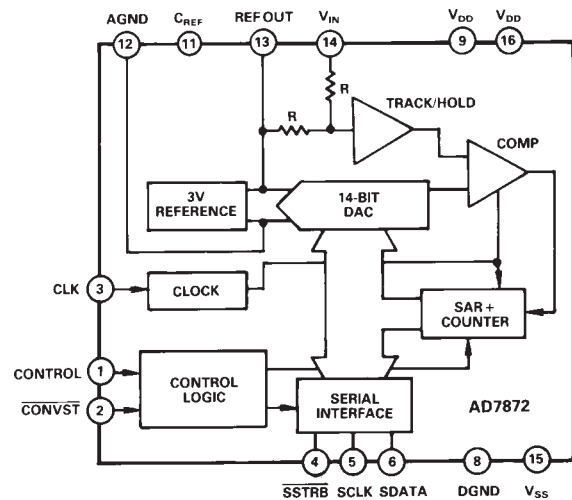 AGND C_REF REF OUT V_IN V_DD V_DD
12 11 13 14 9 16
R
TRACK/HOLD
R
COMP
3V
REFERENCE
14-BIT
DAC
CLK 3 CLOCK
SAR +
COUNTER
CONTROL 1
CONTROL
LOGIC
CONVST 2
SERIAL
INTERFACE
AD7872
4 5 6 8 15
SSTRB SCLK SDATA DGND V_SS